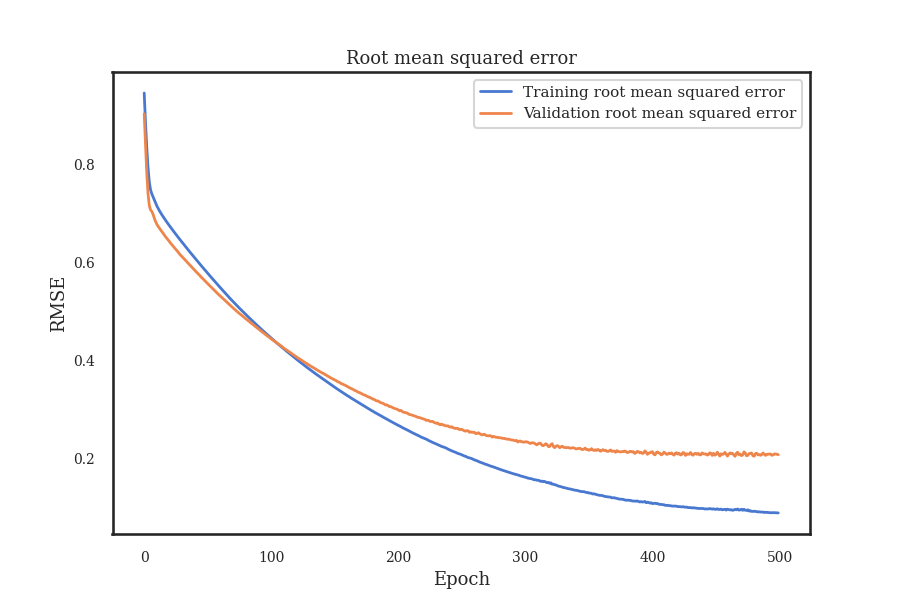 Root mean squared error
Training root mean squared error
Validation root mean squared error
0.8
0.6
0.4
0.2
RMSE
0 100 200 300 400 500
Epoch